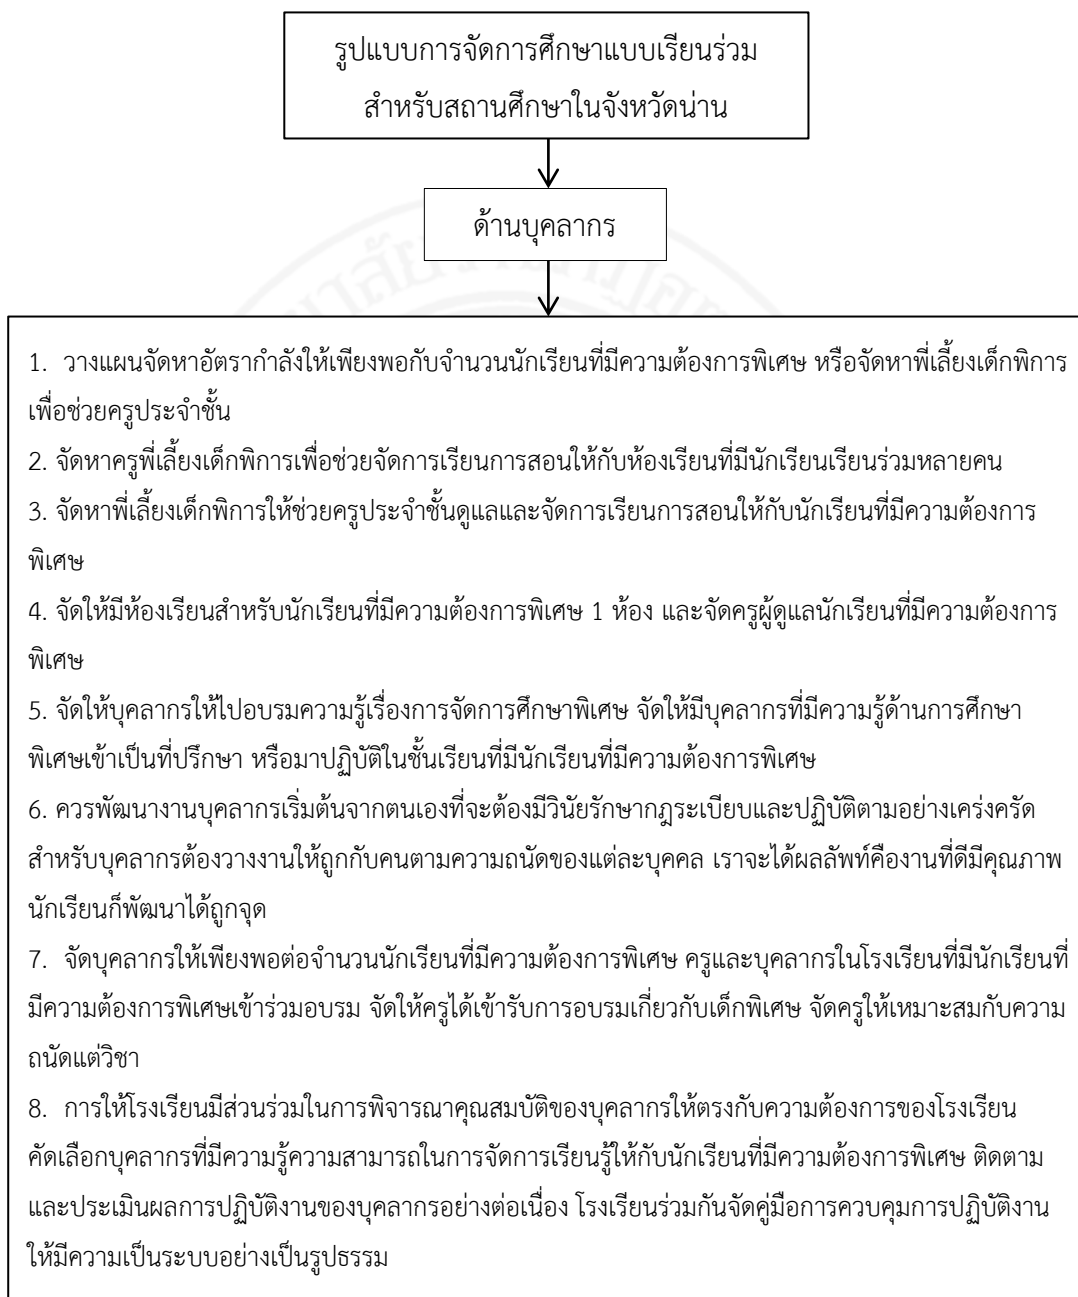 รูปแบบการจัดการศึกษาแบบเรียนร่วม
สำหรับสถานศึกษาในจังหวัดน่าน
ด้านบุคลากร
1. วางแผนจัดหาอัตรากำลังให้เพียงพอกับจำนวนนักเรียนที่มีความต้องการพิเศษ หรือจัดหาพี่เลี้ยงเด็กพิการ
เพื่อช่วยครูประจำชั้น
2. จัดหาครูพี่เลี้ยงเด็กพิการเพื่อช่วยจัดการเรียนการสอนให้กับห้องเรียนที่มีนักเรียนเรียนร่วมหลายคน
3. จัดหาพี่เลี้ยงเด็กพิการให้ช่วยครูประจำชั้นดูแลและจัดการเรียนการสอนให้กับนักเรียนที่มีความต้องการ
พิเศษ
4. จัดให้มีห้องเรียนสำหรับนักเรียนที่มีความต้องการพิเศษ 1 ห้อง และจัดครูผู้ดูแลนักเรียนที่มีความต้องการ
พิเศษ
5. จัดให้บุคลากรให้ไปอบรมความรู้เรื่องการจัดการศึกษาพิเศษ จัดให้มีบุคลากรที่มีความรู้ด้านการศึกษา
พิเศษเข้าเป็นที่ปรึกษา หรือมาปฏิบัติในชั้นเรียนที่มีนักเรียนที่มีความต้องการพิเศษ
6. ควรพัฒนางานบุคลากรเริ่มต้นจากตนเองที่จะต้องมีวินัยรักษากฎระเบียบและปฏิบัติตามอย่างเคร่งครัด
สำหรับบุคลากรต้องวางงานให้ถูกกับคนตามความถนัดของแต่ละบุคคล เราจะได้ผลลัพท์คืองานที่ดีมีคุณภาพ
นักเรียนก็พัฒนาได้ถูกจุด
7. จัดบุคลากรให้เพียงพอต่อจำนวนนักเรียนที่มีความต้องการพิเศษ ครูและบุคลากรในโรงเรียนที่มีนักเรียนที่
มีความต้องการพิเศษเข้าร่วมอบรม จัดให้ครูได้เข้ารับการอบรมเกี่ยวกับเด็กพิเศษ จัดครูให้เหมาะสมกับความ
ถนัดแต่วิชา
8. การให้โรงเรียนมีส่วนร่วมในการพิจารณาคุณสมบัติของบุคลากรให้ตรงกับความต้องการของโรงเรียน
คัดเลือกบุคลากรที่มีความรู้ความสามารถในการจัดการเรียนรู้ให้กับนักเรียนที่มีความต้องการพิเศษ ติดตาม
และประเมินผลการปฏิบัติงานของบุคลากรอย่างต่อเนื่อง โรงเรียนร่วมกันจัดคู่มือการควบคุมการปฏิบัติงาน
ให้มีความเป็นระบบอย่างเป็นรูปธรรม